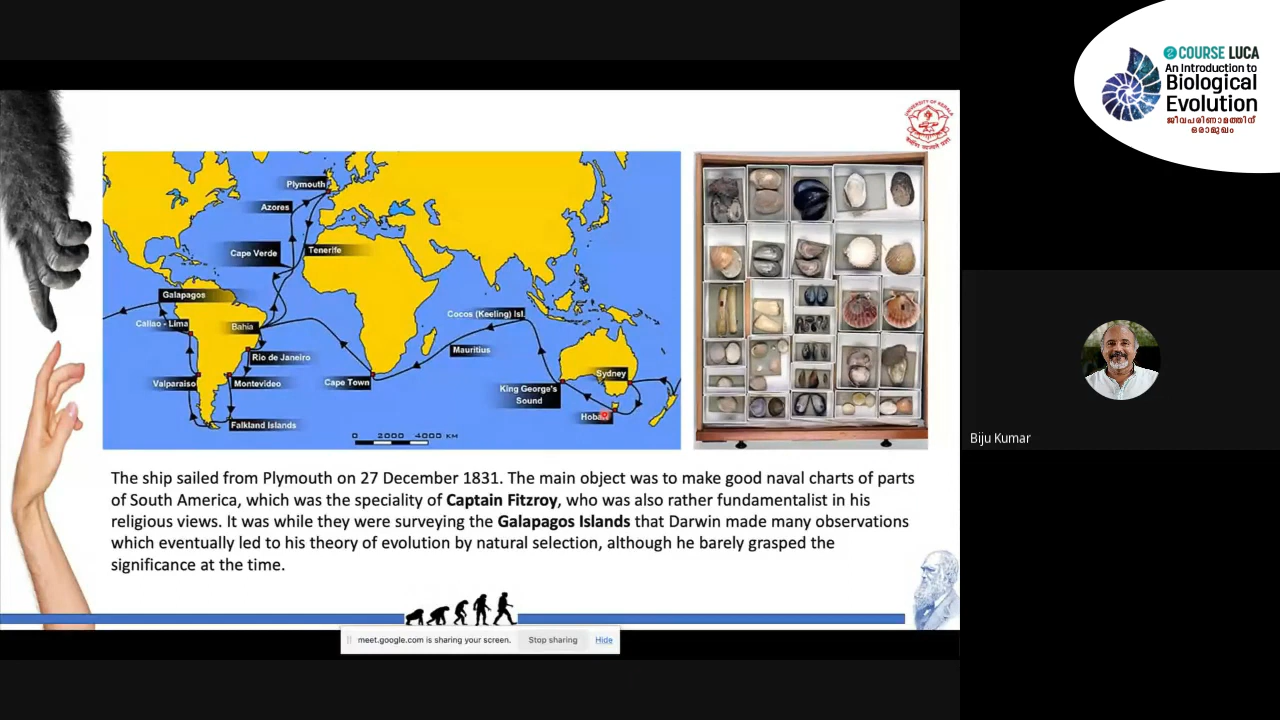 COURSE LUCA
An Introduction to
Biological
Evolution
ജീവപരിണാമത്തിന്
ഒരാമുഖം
UNIVERSITY OF KERALA
Plymouth
Azores
Cape Verde
Tenerife
Galapagos
Callao - Lima
Bahia
Cocos (Keeling) Isl.
Rio de Janeiro
Mauritius
Valparaiso
Montevideo
Cape Town
Sydney
King George's
Sound
Falkland Islands
0 2000 4000 KM
The ship sailed from Plymouth on 27 December 1831. The main object was to make good naval charts of parts
of South America, which was the speciality of Captain Fitzroy, who was also rather fundamentalist in his
religious views. It was while they were surveying the Galapagos Islands that Darwin made many observations
which eventually led to his theory of evolution by natural selection, although he barely grasped the
significance at the time.
meet.google.com is sharing your screen. Stop sharing Hide
Biju Kumar